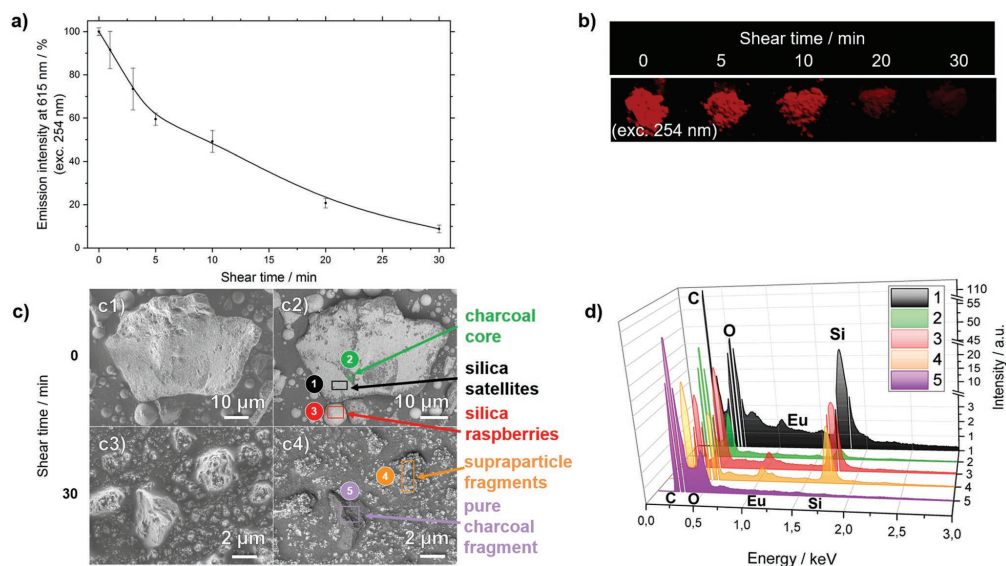 a)
Emission intensity at 615 nm / %
(exc. 254 nm)
100
80
60
40
20
0
0
5
10
15
20
25
30
Shear time / min
b)
Shear time / min
0 5 10 20 30
(exc. 254 nm)
c)
Shear time / min
0
30
c1)
10 µm
c2)
2
1
3
10 µm
c3)
2 µm
c4)
4
5
2 µm
charcoal
core
silica
satellites
silica
raspberries
supraparticle
fragments
pure
charcoal
fragment
d)
C
O
Eu
Si
1
2
3
4
5
110
55
50
45
20
15
10
3
2
1
Intensity / a.u.
1
2
3
4
5
C O Eu Si
0,0 0,5 1,0 1,5 2,0 2,5 3,0
Energy / keV